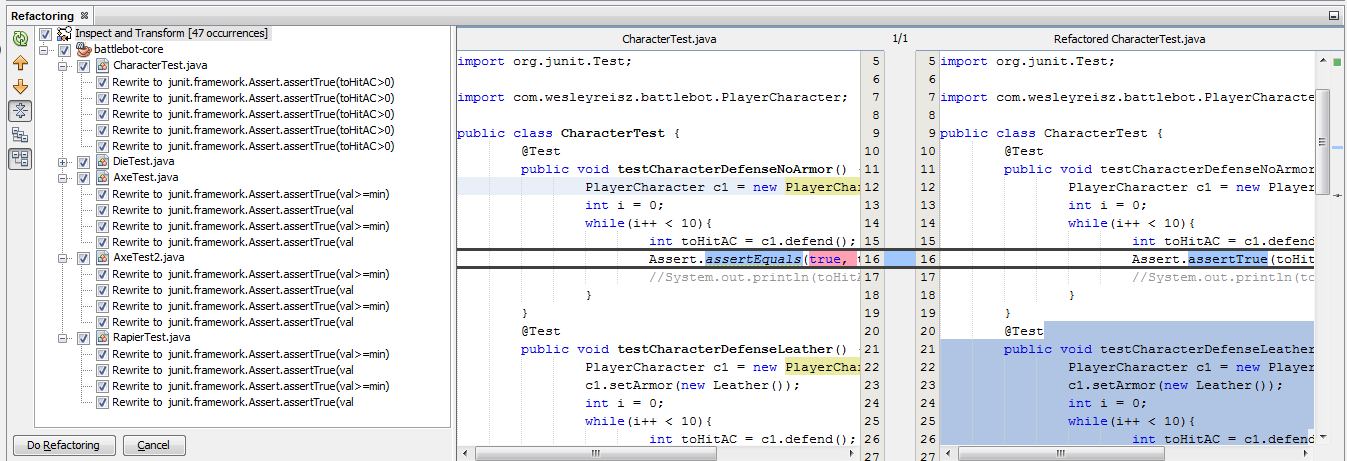 Refactoring
Inspect and Transform [47 occurrences]
battlebot-core
CharacterTest.java
Rewrite to junit.framework.Assert.assertTrue(toHitAC>0)
Rewrite to junit.framework.Assert.assertTrue(toHitAC>0)
Rewrite to junit.framework.Assert.assertTrue(toHitAC>0)
Rewrite to junit.framework.Assert.assertTrue(toHitAC>0)
Rewrite to junit.framework.Assert.assertTrue(toHitAC>0)
DieTest.java
AxeTest.java
Rewrite to junit.framework.Assert.assertTrue(val>=min)
Rewrite to junit.framework.Assert.assertTrue(val
Rewrite to junit.framework.Assert.assertTrue(val>=min)
Rewrite to junit.framework.Assert.assertTrue(val
AxeTest2.java
Rewrite to junit.framework.Assert.assertTrue(val>=min)
Rewrite to junit.framework.Assert.assertTrue(val
Rewrite to junit.framework.Assert.assertTrue(val>=min)
Rewrite to junit.framework.Assert.assertTrue(val
RapierTest.java
Rewrite to junit.framework.Assert.assertTrue(val>=min)
Rewrite to junit.framework.Assert.assertTrue(val
Rewrite to junit.framework.Assert.assertTrue(val>=min)
Rewrite to junit.framework.Assert.assertTrue(val
Do Refactoring Cancel
CharacterTest.java 1/1 Refactored CharacterTest.java
import org.junit.Test; 5
6
import com.wesleyreisz.battlebot.PlayerCharacter; 7
8
public class CharacterTest { 9
@Test 10
public void testCharacterDefenseNoArmor() 11
PlayerCharacter c1 = new PlayerCha 12
int i = 0; 13
while(i++ < 10){ 14
int toHitAC = c1.defend(); 15
Assert.assertEquals(true, t 16
//System.out.println(toHitA 17
} 18
} 19
@Test 20
public void testCharacterDefenseLeather() 21
PlayerCharacter c1 = new PlayerCha 22
c1.setArmor(new Leather()); 23
int i = 0; 24
while(i++ < 10){ 25
int toHitAC = c1.defend(); 26
27
5 import org.junit.Test;
6
7 import com.wesleyreisz.battlebot.PlayerCharacte
8
9 public class CharacterTest {
10 @Test
11 public void testCharacterDefenseNoArmor
12 PlayerCharacter c1 = new Player
13 int i = 0;
14 while(i++ < 10){
15 int toHitAC = c1.defend
16 Assert.assertTrue(toHit
17 //System.out.println(to
18 }
19 }
20 @Test
21 public void testCharacterDefenseLeather
22 PlayerCharacter c1 = new Player
23 c1.setArmor(new Leather());
24 int i = 0;
25 while(i++ < 10){
26 int toHitAC = c1.defend
27